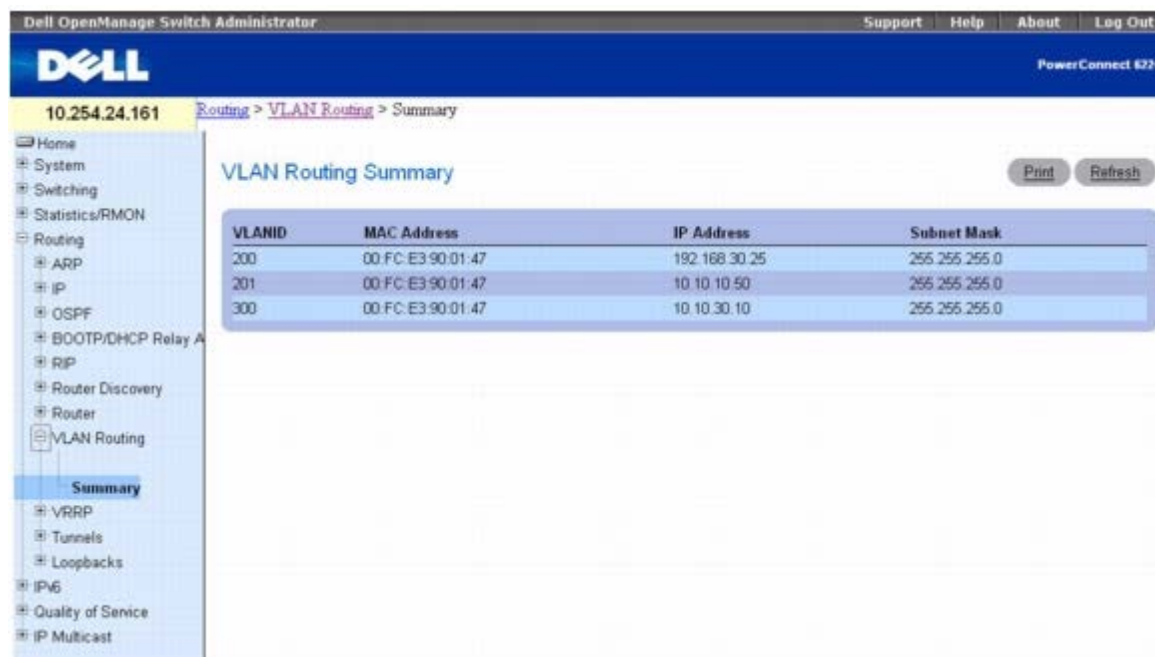 Dell OpenManage Switch Administrator Support Help About Log Out
DELL
PowerConnect 622
10.254.24.161 Routing > VLAN Routing > Summary
Home
System
Switching
Statistics/RMON
Routing
ARP
IP
OSPF
BOOTP/DHCP Relay A
RIP
Router Discovery
Router
VLAN Routing
Summary
VRRP
Tunnels
Loopbacks
IPv6
Quality of Service
IP Multicast
VLAN Routing Summary Print Refresh
VLANID MAC Address IP Address Subnet Mask
200 00:FC:E3:90:01:47 192.168.30.25 255.255.255.0
201 00:FC:E3:90:01:47 10.10.10.50 255.255.255.0
300 00:FC:E3:90:01:47 10.10.30.10 255.255.255.0